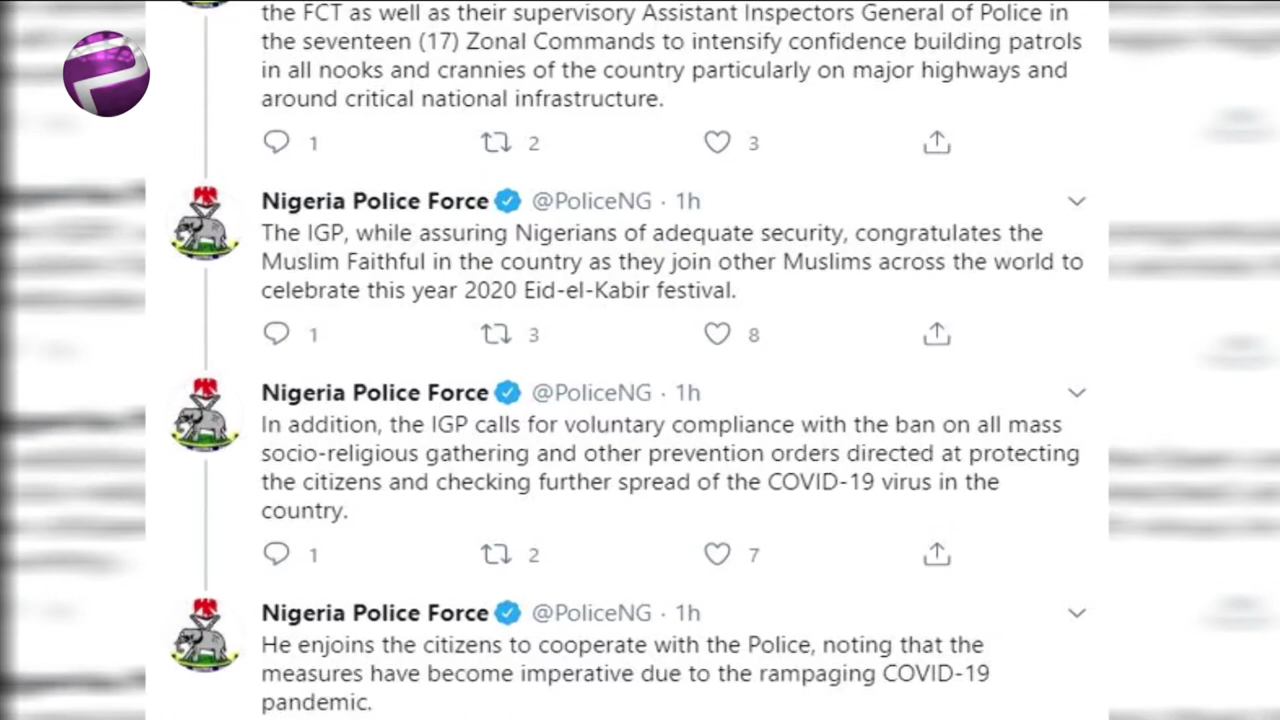 the FCT as well as their supervisory Assistant Inspectors General of Police in
the seventeen (17) Zonal Commands to intensify confidence building patrols
in all nooks and crannies of the country particularly on major highways and
around critical national infrastructure.
1 2 3
Nigeria Police Force @PoliceNG · 1h
The IGP, while assuring Nigerians of adequate security, congratulates the
Muslim Faithful in the country as they join other Muslims across the world to
celebrate this year 2020 Eid-el-Kabir festival.
1 3 8
Nigeria Police Force @PoliceNG · 1h
In addition, the IGP calls for voluntary compliance with the ban on all mass
socio-religious gathering and other prevention orders directed at protecting
the citizens and checking further spread of the COVID-19 virus in the
country.
1 2 7
Nigeria Police Force @PoliceNG · 1h
He enjoins the citizens to cooperate with the Police, noting that the
measures have become imperative due to the rampaging COVID-19
pandemic.